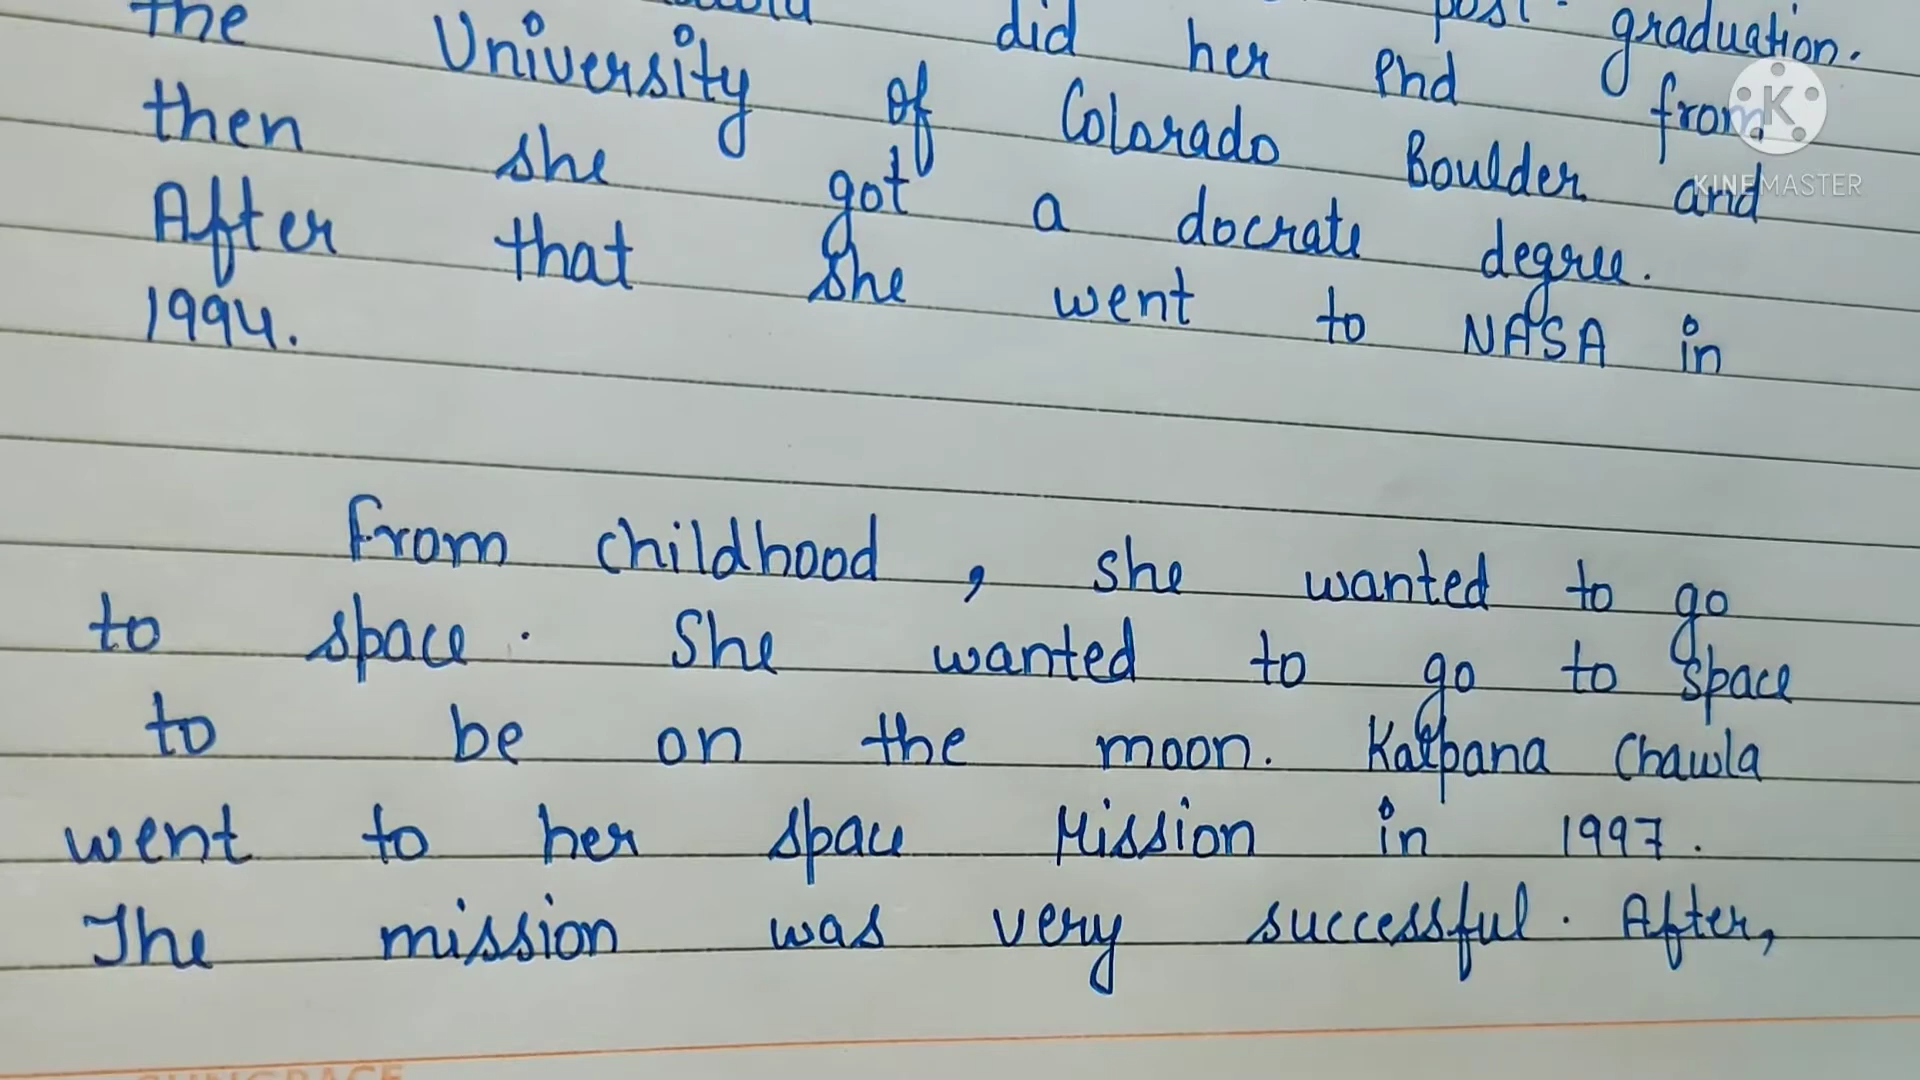 post graduation.
did her Phd from
the University of Colorado Boulder and
then she got a docrate degree.
After that she went to NASA in
1994.
From childhood , she wanted to go
to space . She wanted to go to space
to be on the moon. Kalpana Chawla
went to her space Mission in 1997.
The mission was very successful. After,
K
KINEMASTER